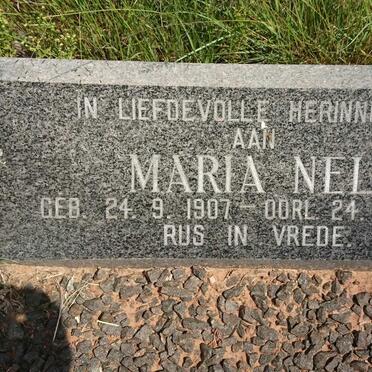 IN LIEFDEVOLLE HERINN
AAN
MARIA NEL
GEB. 24. 9. 1907 — OORL. 24.
RUS IN VREDE.